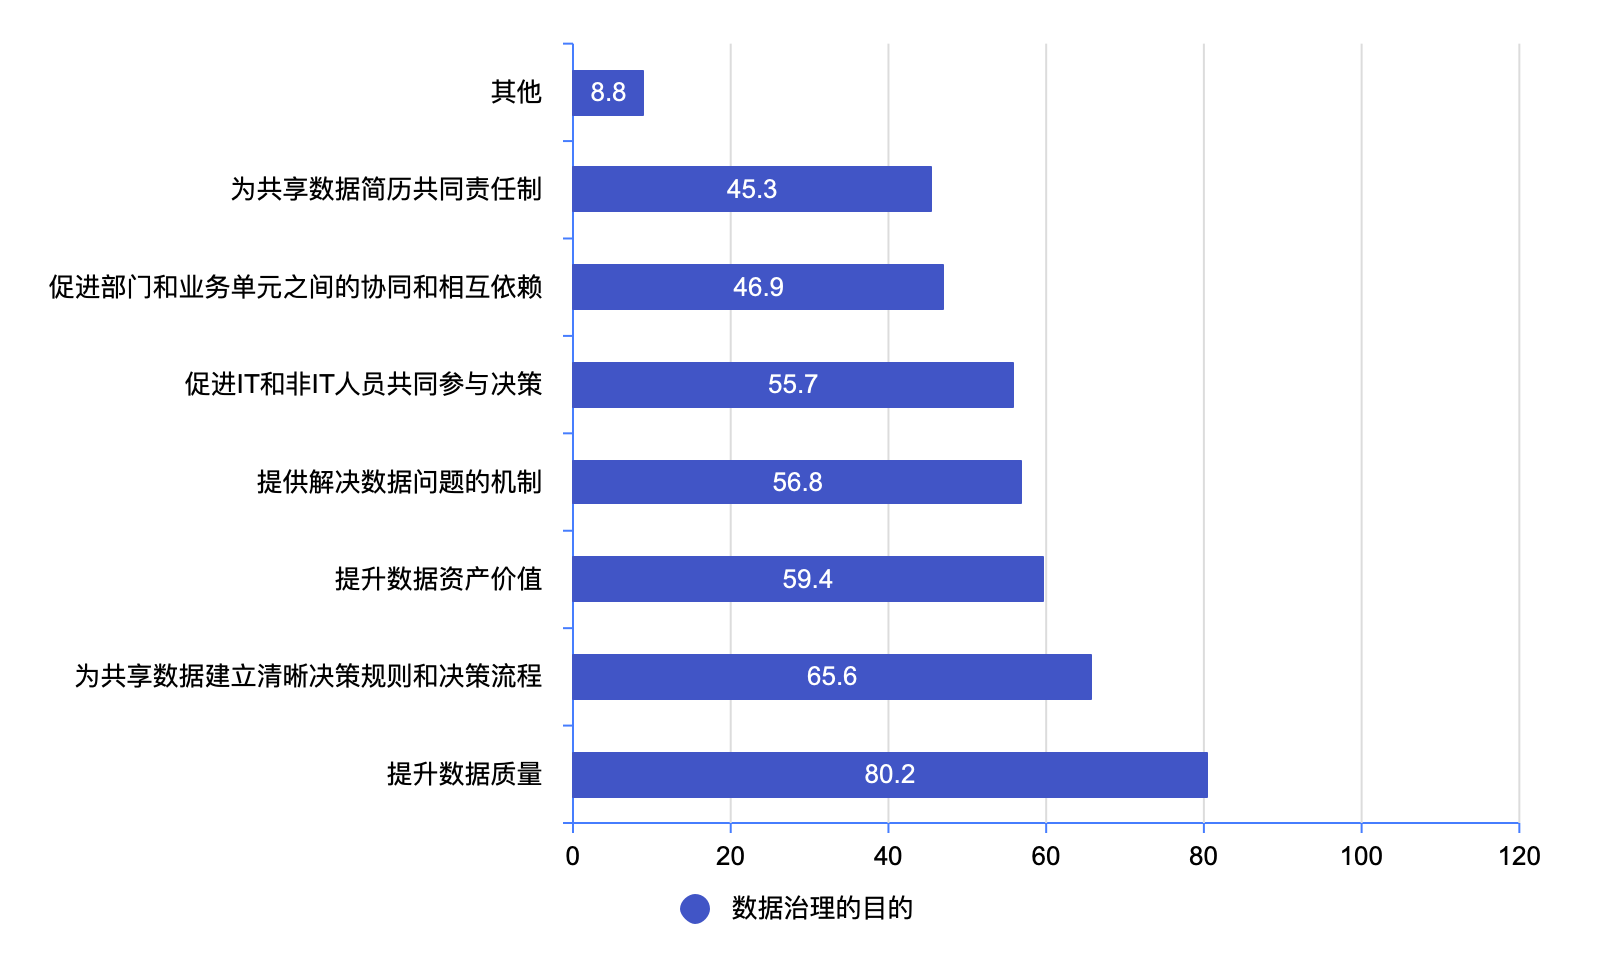 其他
8.8
为共享数据简历共同责任制
45.3
促进部门和业务单元之间的协同和相互依赖
46.9
促进IT和非IT人员共同参与决策
55.7
提供解决数据问题的机制
56.8
提升数据资产价值
59.4
为共享数据建立清晰决策规则和决策流程
65.6
提升数据质量
80.2
0 20 40 60 80 100 120
数据治理的目的